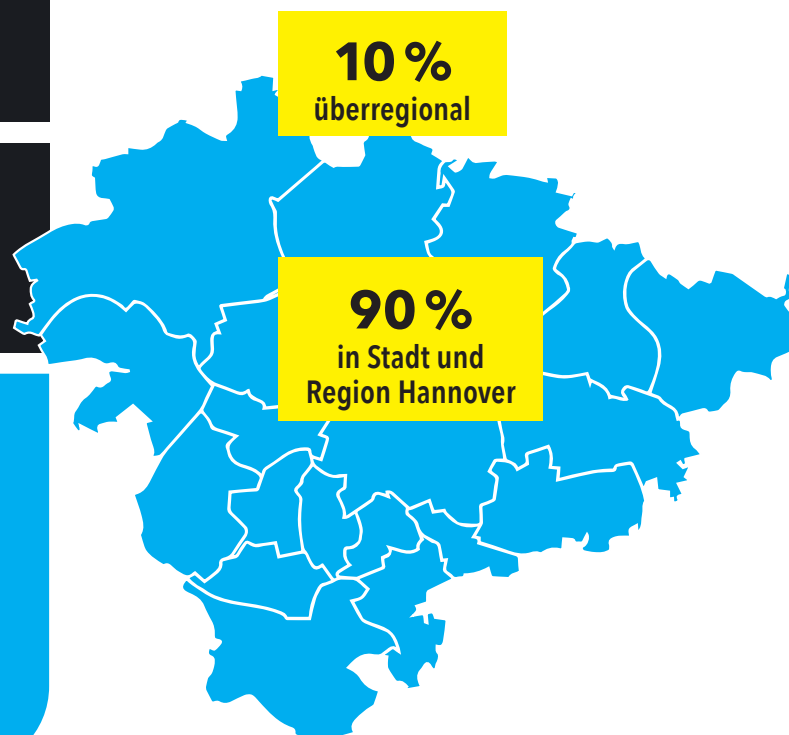 10 %
überregional
90 %
in Stadt und
Region Hannover